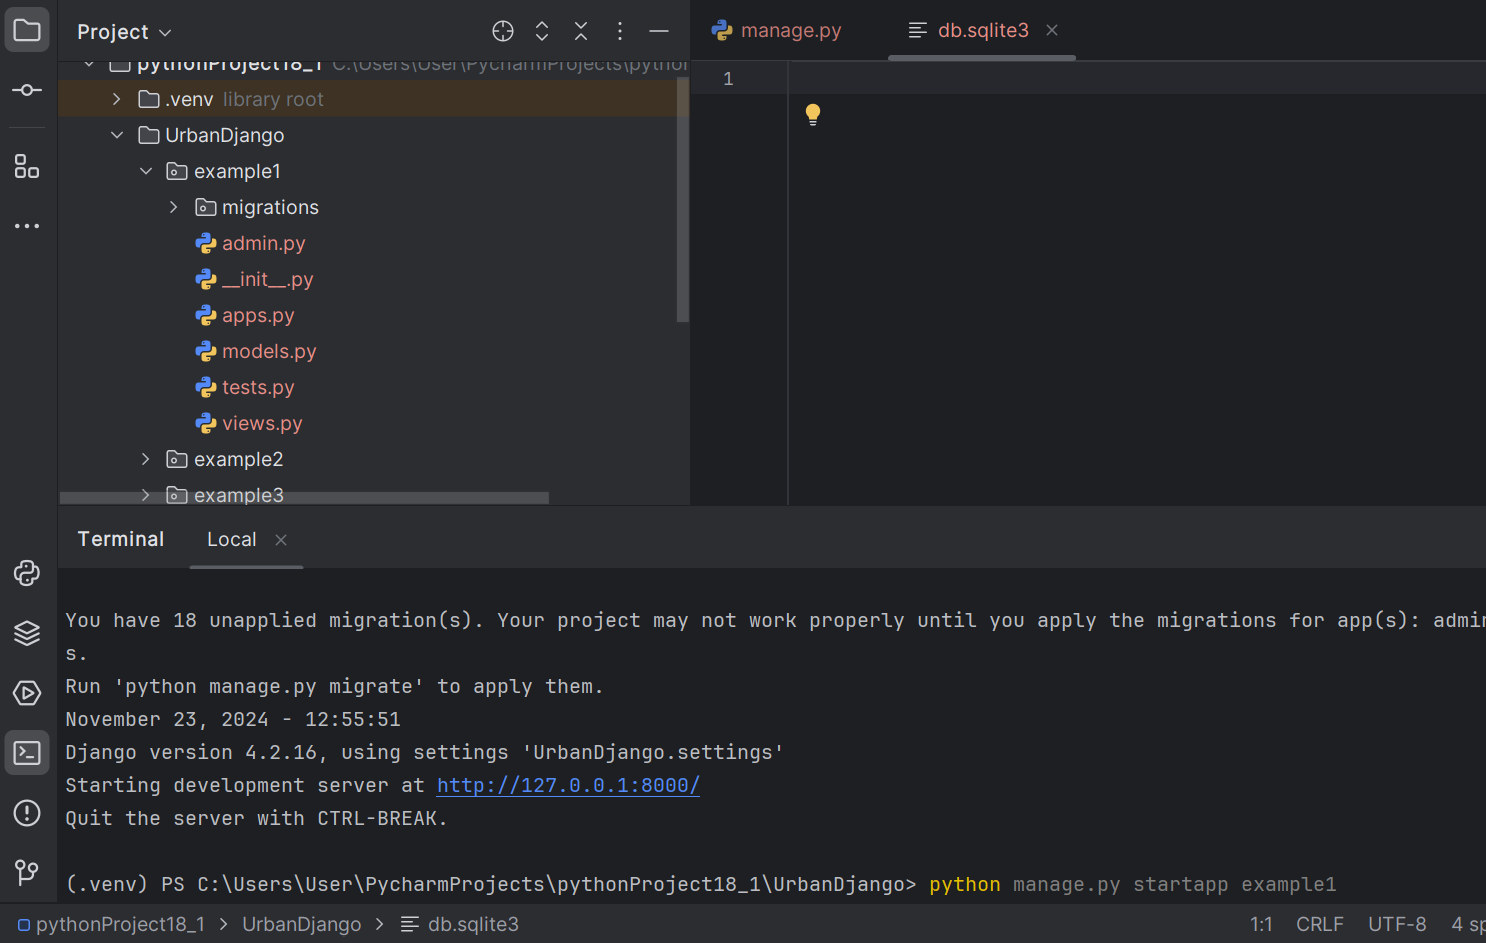 Project
manage.py
db.sqlite3
pythonProject18_1 C:\Users\User\PycharmProjects\python
.venv library root
1
UrbanDjango
example1
migrations
admin.py
__init__.py
apps.py
models.py
tests.py
views.py
example2
example3
Terminal Local
You have 18 unapplied migration(s). Your project may not work properly until you apply the migrations for app(s): admin
s.
Run 'python manage.py migrate' to apply them.
November 23, 2024 - 12:55:51
Django version 4.2.16, using settings 'UrbanDjango.settings'
Starting development server at http://127.0.0.1:8000/
Quit the server with CTRL-BREAK.
(.venv) PS C:\Users\User\PycharmProjects\pythonProject18_1\UrbanDjango> python manage.py startapp example1
pythonProject18_1 > UrbanDjango > db.sqlite3
1:1 CRLF UTF-8 4 sp